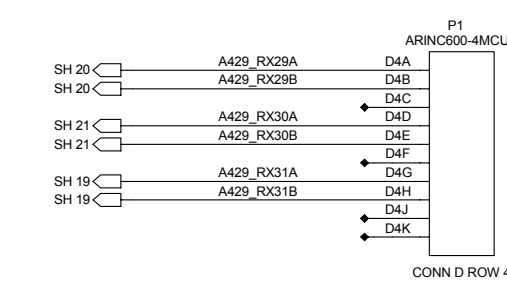 P1
ARINC600-4MCU
SH 20 A429_RX29A D4A
SH 20 A429_RX29B D4B
D4C
SH 21 A429_RX30A D4D
SH 21 A429_RX30B D4E
D4F
SH 19 A429_RX31A D4G
SH 19 A429_RX31B D4H
D4J
D4K
CONN D ROW 4